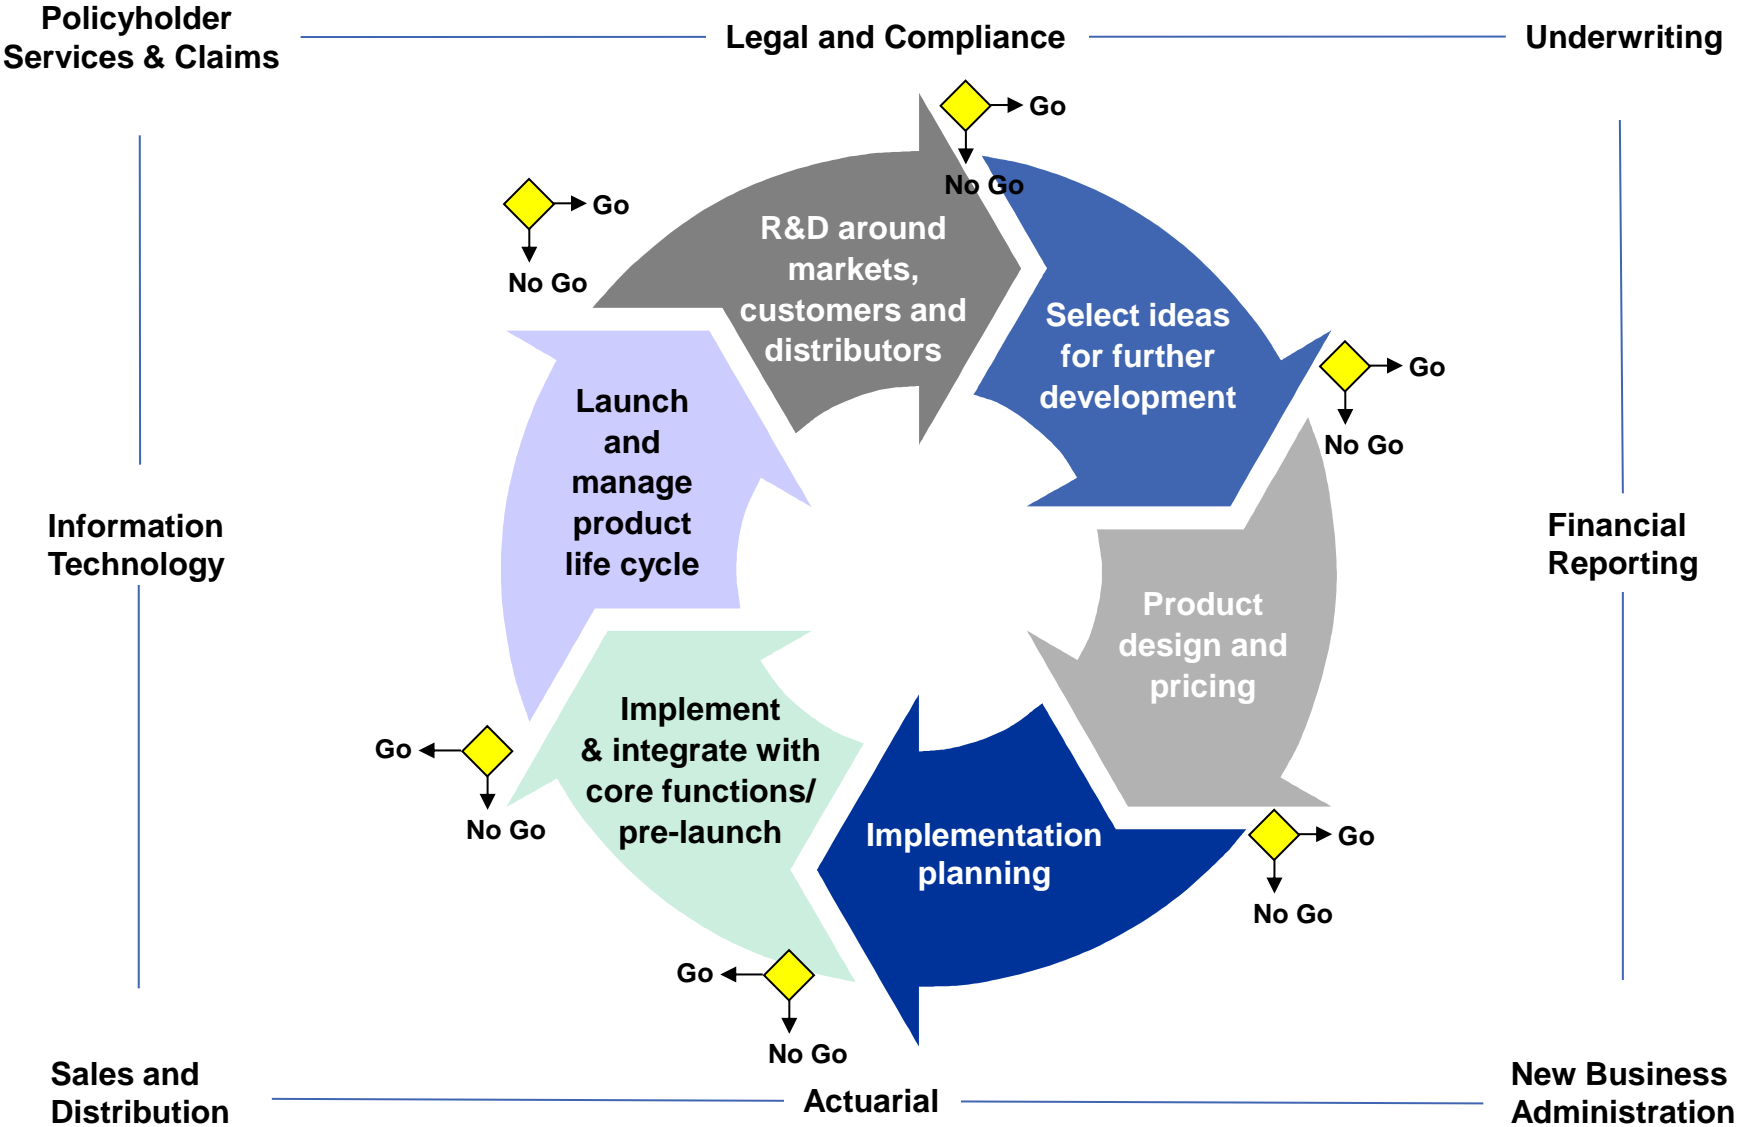 Policyholder
Services & Claims
Legal and Compliance
Underwriting
Go
No Go
Go
No Go
R&D around
markets,
customers and
distributors
Select ideas
for further
development
Go
No Go
Launch
and
manage
product
life cycle
Information
Technology
Financial
Reporting
Product
design and
pricing
Implement
& integrate with
core functions/
pre-launch
Go
No Go
Implementation
planning
Go
No Go
Go
No Go
Sales and
Distribution
Actuarial
New Business
Administration